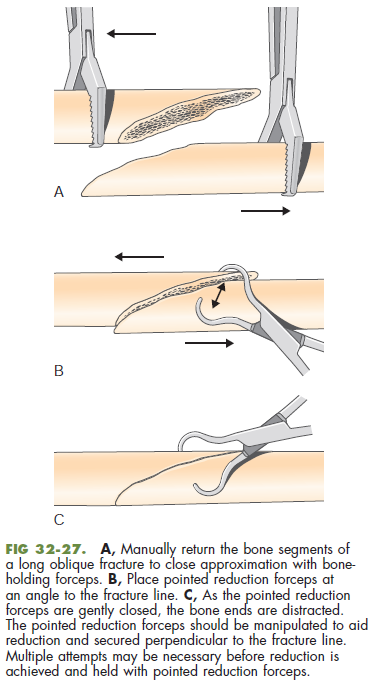 A
B
C
FIG 32-27. A, Manually return the bone segments of
a long oblique fracture to close approximation with bone-
holding forceps. B, Place pointed reduction forceps at
an angle to the fracture line. C, As the pointed reduction
forceps are gently closed, the bone ends are distracted.
The pointed reduction forceps should be manipulated to aid
reduction and secured perpendicular to the fracture line.
Multiple attempts may be necessary before reduction is
achieved and held with pointed reduction forceps.